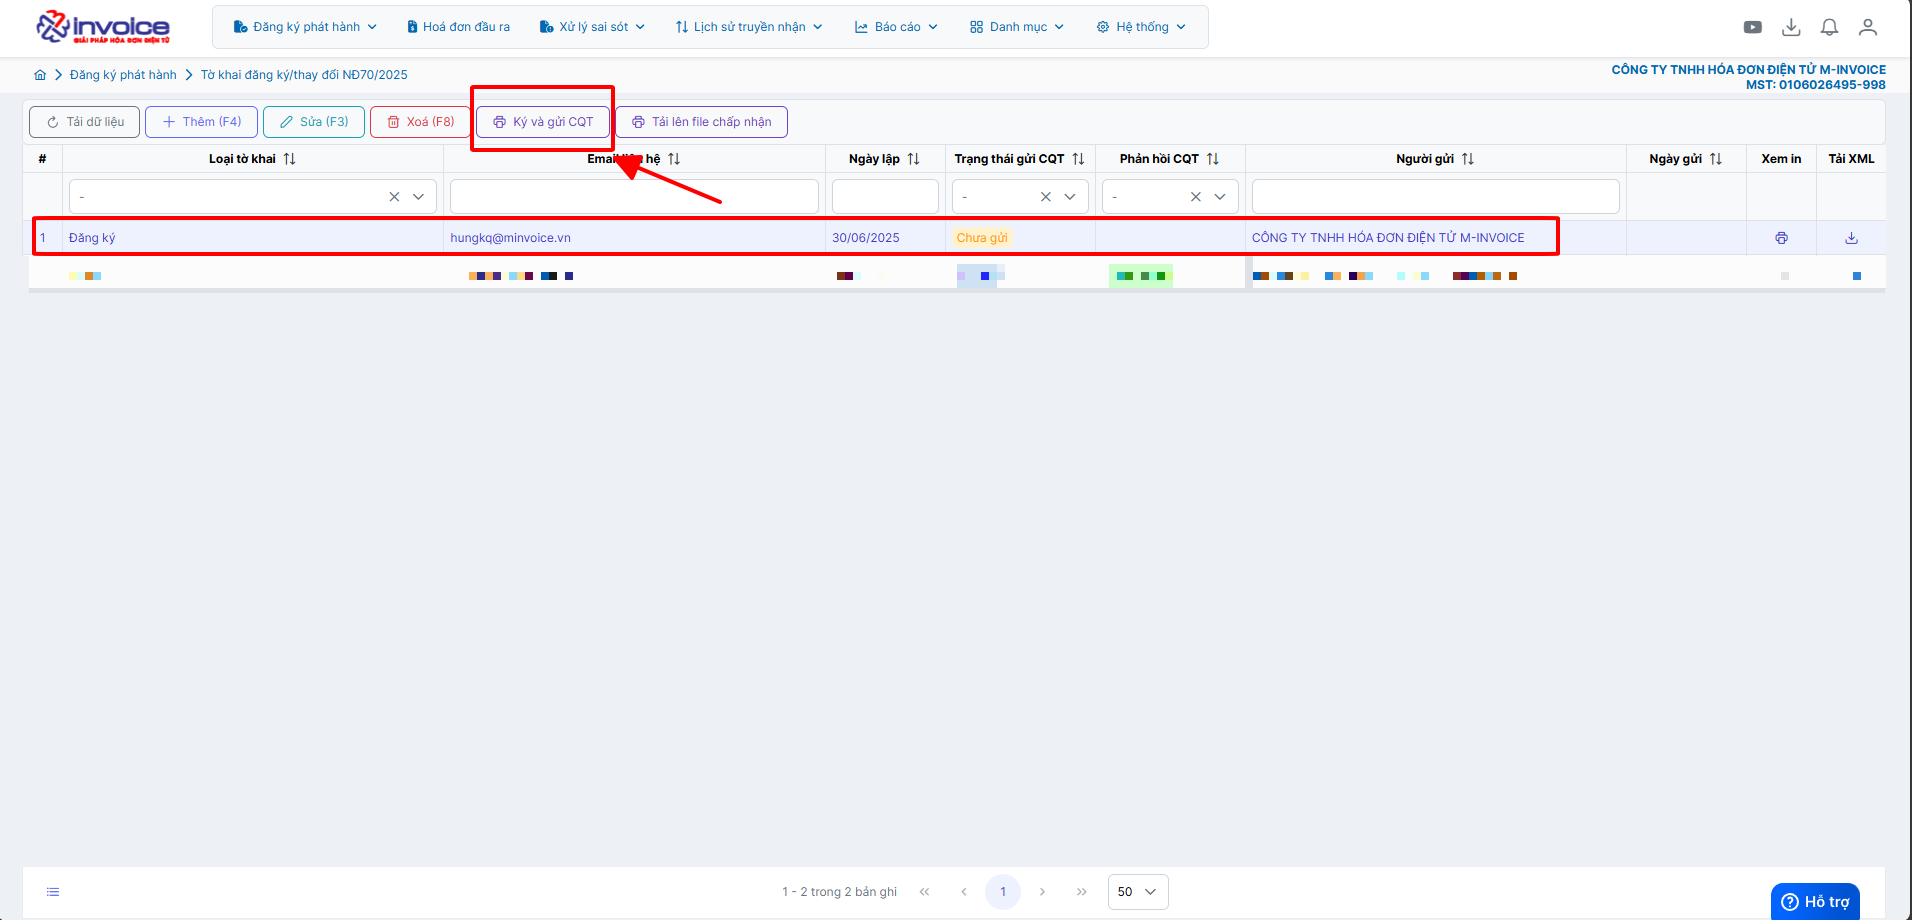 invoice
GIẢI PHÁP HÓA ĐƠN ĐIỆN TỬ
Đăng ký phát hành
Hoá đơn đầu ra
Xử lý sai sót
Lịch sử truyền nhận
Báo cáo
Danh mục
Hệ thống
Đăng ký phát hành
Tờ khai đăng ký/thay đổi NĐ70/2025
CÔNG TY TNHH HÓA ĐƠN ĐIỆN TỬ M-INVOICE
MST: 0106026495-998
Tải dữ liệu
Thêm (F4)
Sửa (F3)
Xoá (F8)
Ký và gửi CQT
Tải lên file chấp nhận
# Loại tờ khai Email hệ Ngày lập Trạng thái gửi CQT Phản hồi CQT Người gửi Ngày gửi Xem in Tải XML
- - -
1 Đăng ký hungkq@minvoice.vn 30/06/2025 Chưa gửi CÔNG TY TNHH HÓA ĐƠN ĐIỆN TỬ M-INVOICE
1 - 2 trong 2 bản ghi
1
50
Hỗ trợ